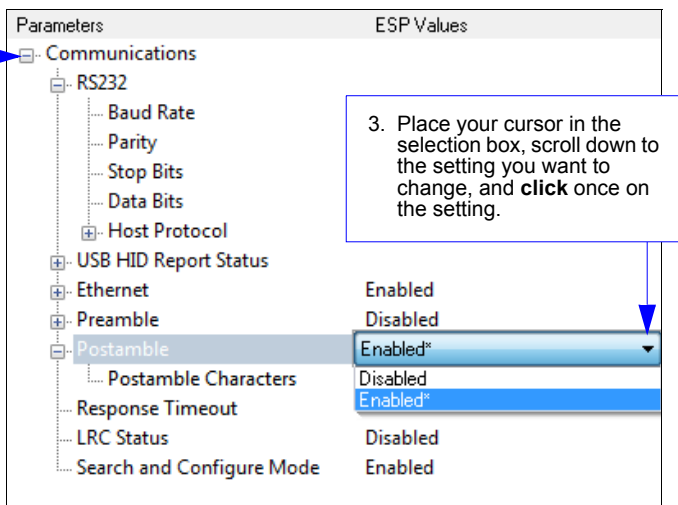 Parameters ESP Values
Communications
RS232
Baud Rate
Parity
Stop Bits
Data Bits
Host Protocol
3. Place your cursor in the
selection box, scroll down to
the setting you want to
change, and click once on
the setting.
USB HID Report Status
Ethernet Enabled
Preamble Disabled
Postamble Enabled*
Postamble Characters Disabled
Enabled*
Response Timeout
LRC Status Disabled
Search and Configure Mode Enabled